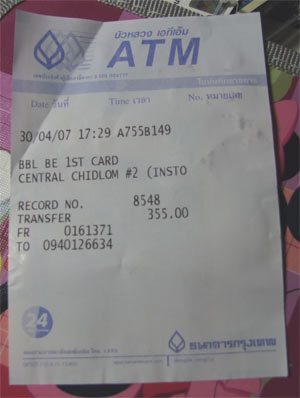 บัวหลวง เอทีเอ็ม
ATM
Date วันที่ Time เวลา No. หมายเลข
30/04/07 17:29 A755B149
BBL BE 1ST CARD
CENTRAL CHIDLOM #2 (INSTO
RECORD NO. 8548
TRANSFER 355.00
FR 0161371
TO 0940126634
24
ธนาคารกรุงเทพ